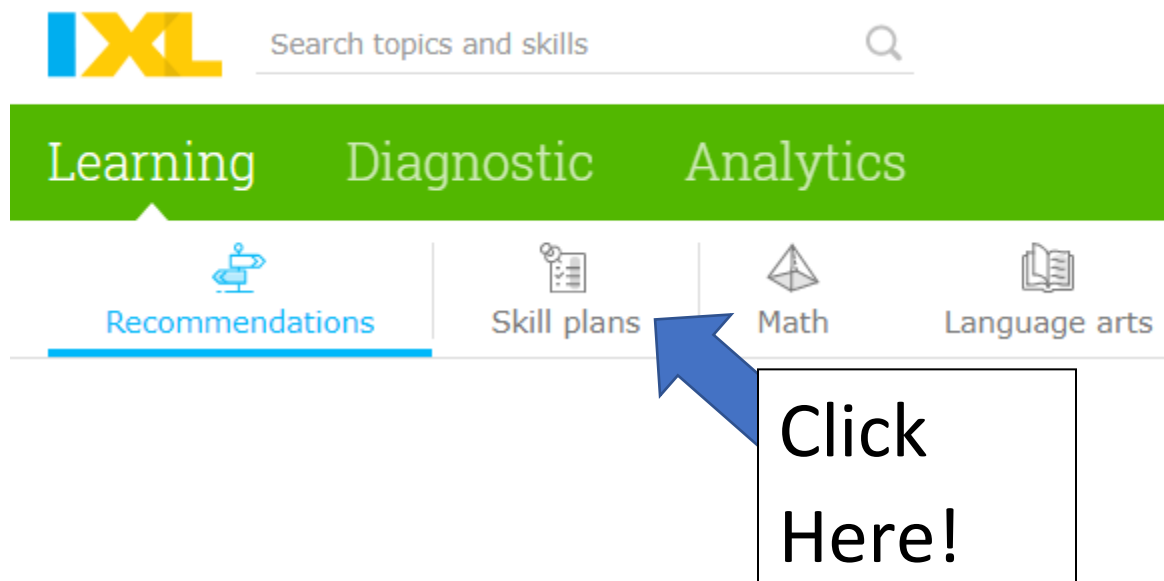 IXL Search topics and skills
Learning Diagnostic Analytics
Recommendations Skill plans Math Language arts
Click
Here!